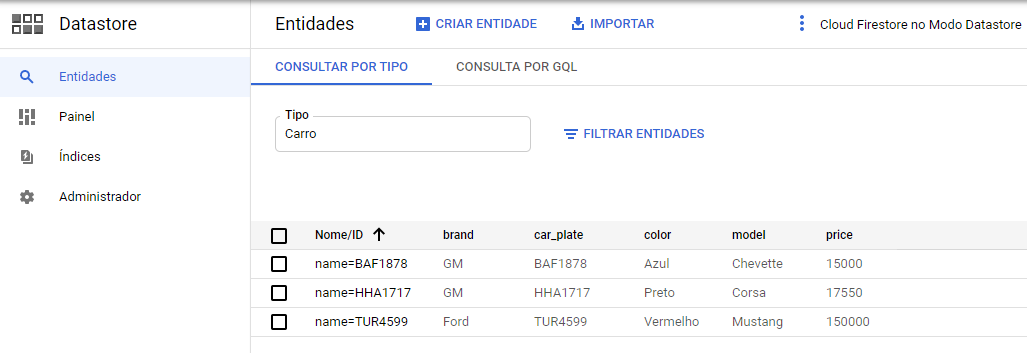 Datastore
Entidades
Painel
Índices
Administrador
Entidades CRIAR ENTIDADE IMPORTAR Cloud Firestore no Modo Datastore
CONSULTAR POR TIPO CONSULTA POR GQL
Tipo
Carro
FILTRAR ENTIDADES
Nome/ID brand car_plate color model price
name=BAF1878 GM BAF1878 Azul Chevette 15000
name=HHA1717 GM HHA1717 Preto Corsa 17550
name=TUR4599 Ford TUR4599 Vermelho Mustang 150000